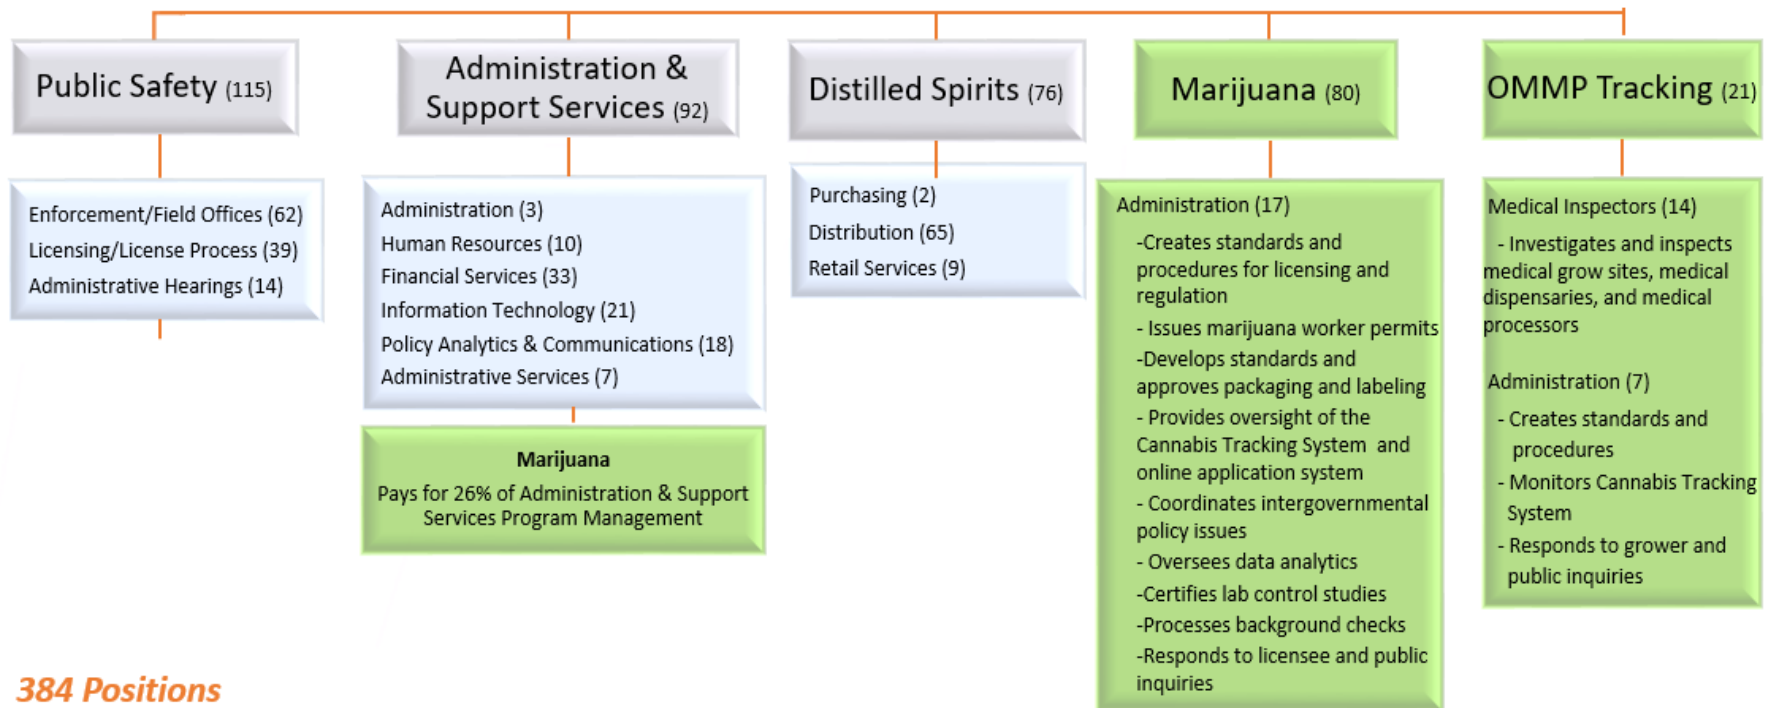 Public Safety (115)
Enforcement/Field Offices (62)
Licensing/License Process (39)
Administrative Hearings (14)
Administration &
Support Services (92)
Administration (3)
Human Resources (10)
Financial Services (33)
Information Technology (21)
Policy Analytics & Communications (18)
Administrative Services (7)
Marijuana
Pays for 26% of Administration & Support
Services Program Management
Distilled Spirits (76)
Purchasing (2)
Distribution (65)
Retail Services (9)
Marijuana (80)
Administration (17)
-Creates standards and
procedures for licensing and
regulation
- Issues marijuana worker permits
-Develops standards and
approves packaging and labeling
- Provides oversight of the
Cannabis Tracking System and
online application system
- Coordinates intergovernmental
policy issues
- Oversees data analytics
-Certifies lab control studies
-Processes background checks
-Responds to licensee and public
inquiries
OMMP Tracking (21)
Medical Inspectors (14)
- Investigates and inspects
medical grow sites, medical
dispensaries, and medical
processors
Administration (7)
- Creates standards and
procedures
- Monitors Cannabis Tracking
System
- Responds to grower and
public inquiries
384 Positions